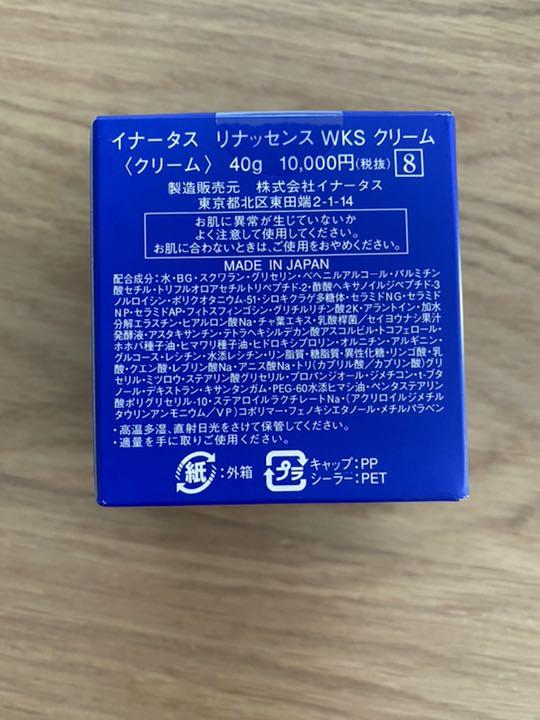 イナータス リナッセンス WKS クリーム
〈クリーム〉 40g 10,000円(税抜) 8
製造販売元 株式会社イナータス
東京都北区東田端2-1-14
お肌に異常が生じていないか
よく注意して使用してください。
お肌に合わないときは、ご使用をおやめください。
MADE IN JAPAN
配合成分:水・BG・スクワラン・グリセリン・ベヘニルアルコール・パルミチン
酸セチル・トリフルオロアセチルトリペプチド-2・酢酸ヘキサノイルジペプチド-3
ノルロイシン・ポリクオタニウム-51・シロキクラゲ多糖体・セラミドNG・セラミド
NP・セラミドAP・フィトスフィンゴシン・グリチルリチン酸2K・アラントイン・加水
分解エラスチン・ヒアルロン酸Na・チャ葉エキス・乳酸桿菌/セイヨウナシ果汁
発酵液・アスタキサンチン・テトラヘキシルデカン酸アスコルビル・トコフェロール・
ホホバ種子油・ヒマワリ種子油・ヒドロキシプロリン・オルニチン・アルギニン・
グルコース・レシチン・水添レシチン・リン脂質・糖脂質・異性化糖・リンゴ酸・乳
酸・クエン酸・レブリン酸Na・アニス酸Na・トリ(カプリル酸/カプリン酸)グリ
セリル・ミツロウ・ステアリン酸グリセリル・プロパンジオール・ジメチコン・t-ブタ
ノール・デキストラン・キサンタンガム・PEG-60水添ヒマシ油・ペンタステアリン
酸ポリグリセリル-10・ステアロイルラクチレートNa・(アクリロイルジメチル
タウリンアンモニウム/VP)コポリマー・フェノキシエタノール・メチルパラベン
・高温多湿、直射日光をさけて保管してください。
・適量を手に取りご使用ください。
紙 :外箱 プラ キャップ:PP
シーラー:PET